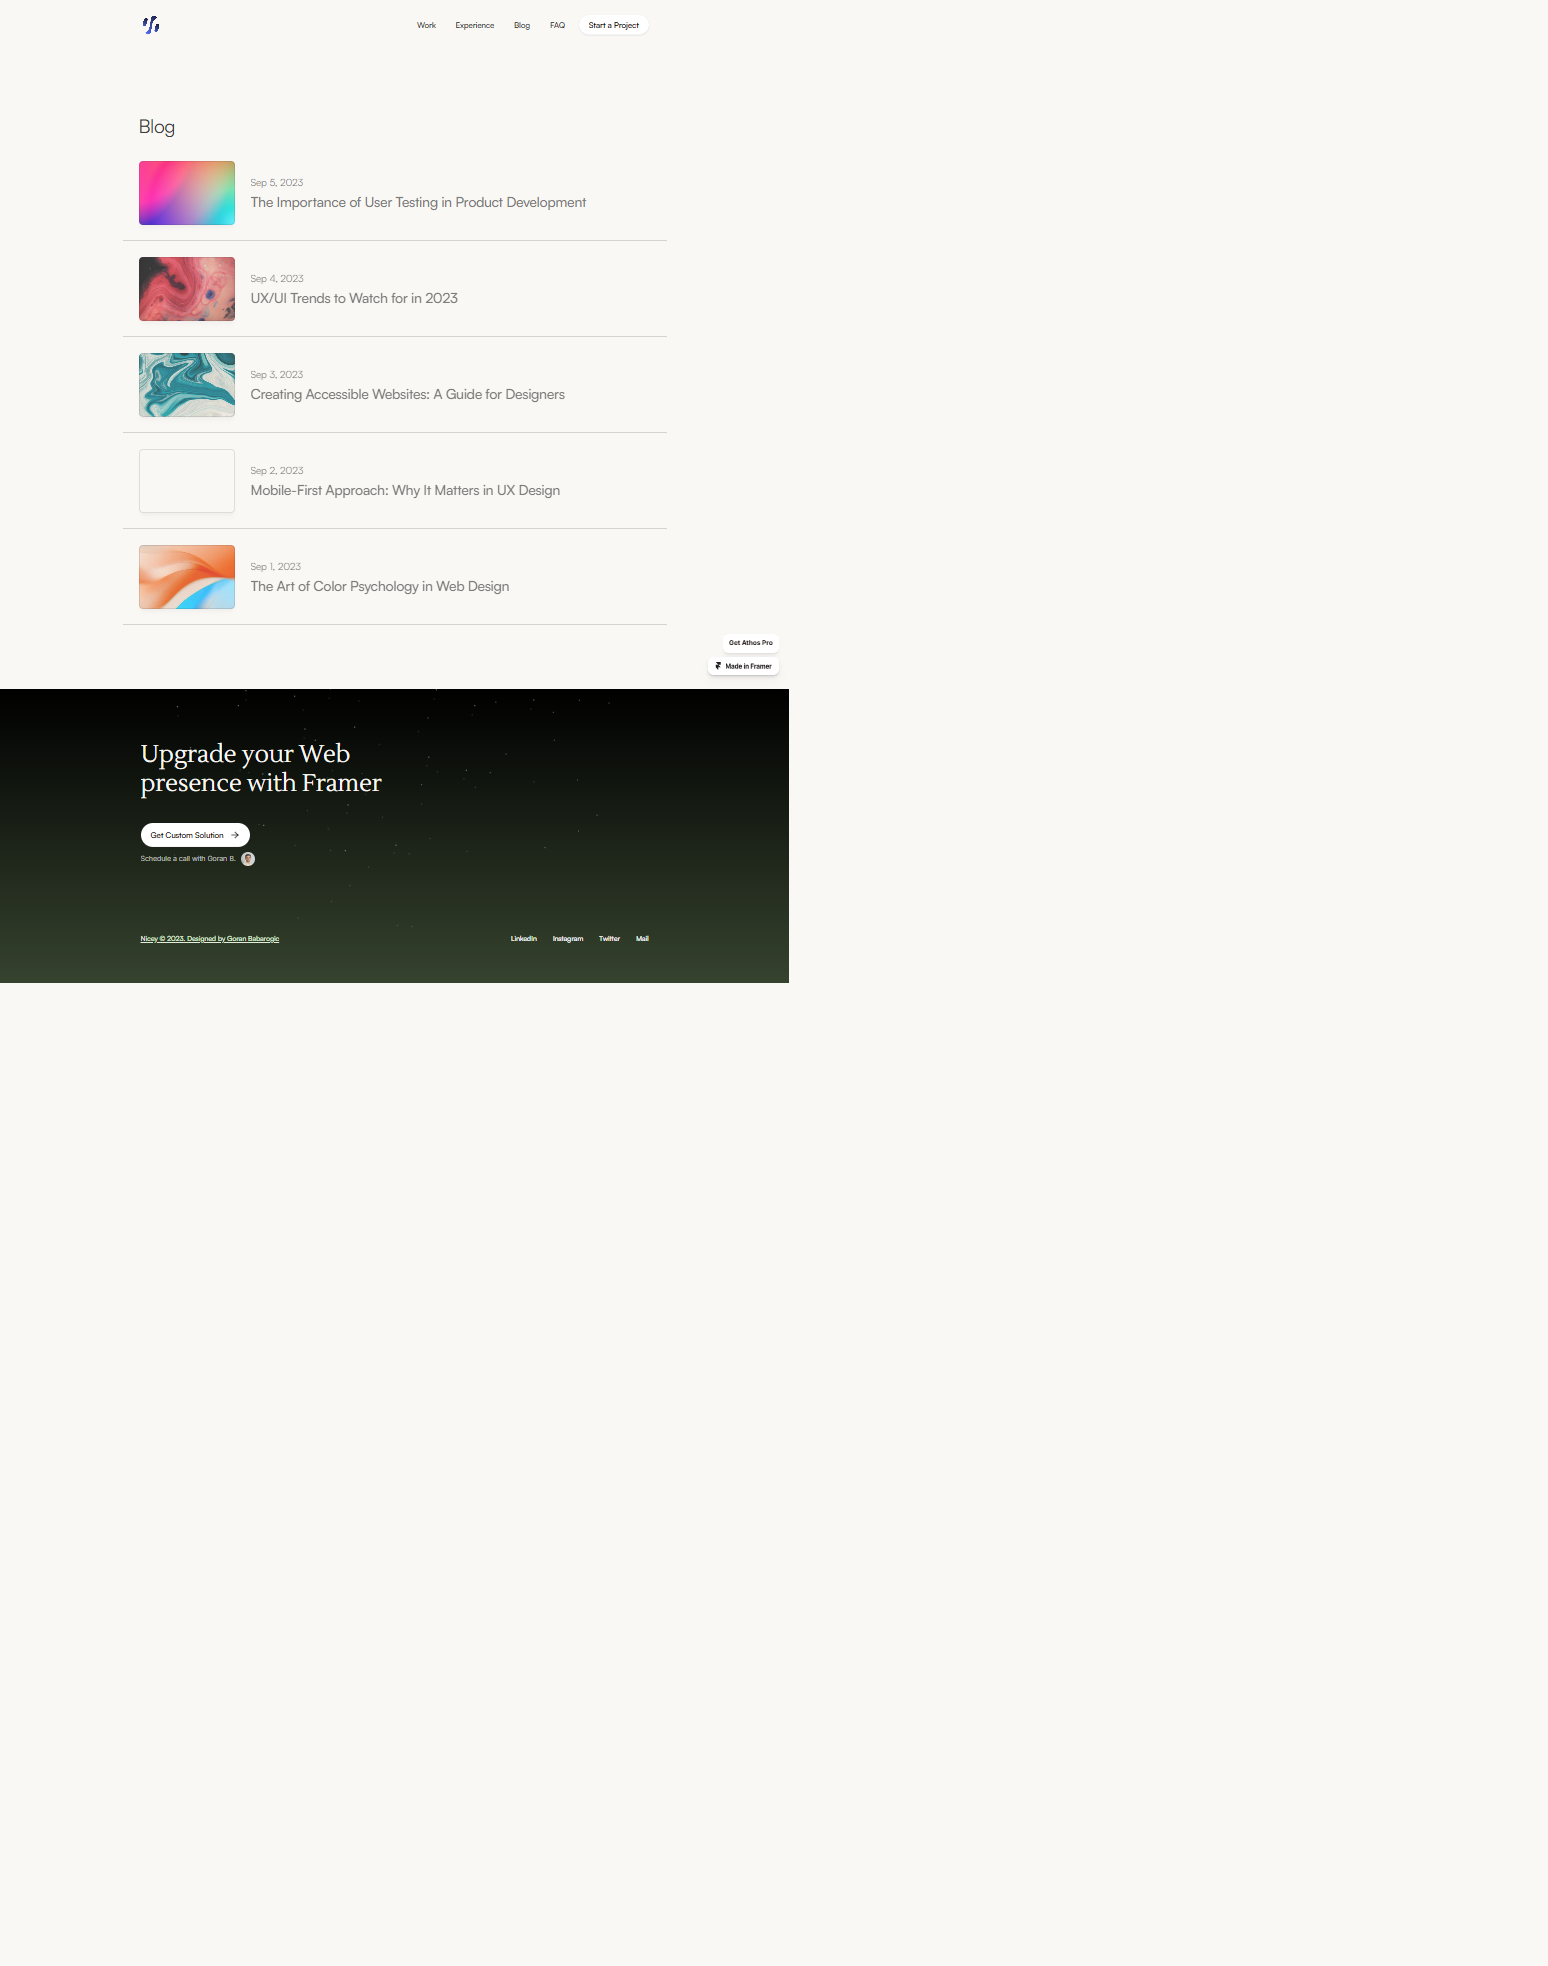 Work Experience Blog FAQ Start a Project
Blog
Sep 5, 2023
The Importance of User Testing in Product Development
Sep 4, 2023
UX/UI Trends to Watch for in 2023
Sep 3, 2023
Creating Accessible Websites: A Guide for Designers
Sep 2, 2023
Mobile-First Approach: Why It Matters in UX Design
Sep 1, 2023
The Art of Color Psychology in Web Design
Get Athos Pro
Made in Framer
Upgrade your Web
presence with Framer
Get Custom Solution
Schedule a call with Goran B.
Nicey © 2023. Designed by Goran Babarogic LinkedIn Instagram Twitter Mail